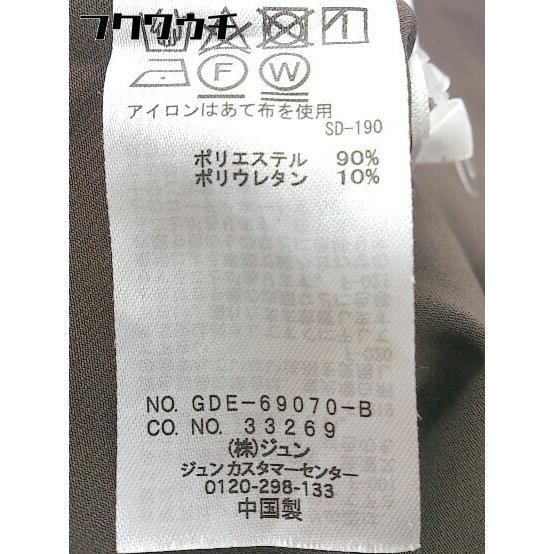 フクウウチ
F W
アイロンはあて布を使用
SD-190
ポリエステル 90%
ポリウレタン 10%
NO. GDE-69070-B
CO. NO. 33269
(株)ジュン
ジュン カスタマーセンター
0120-298-133
中国製